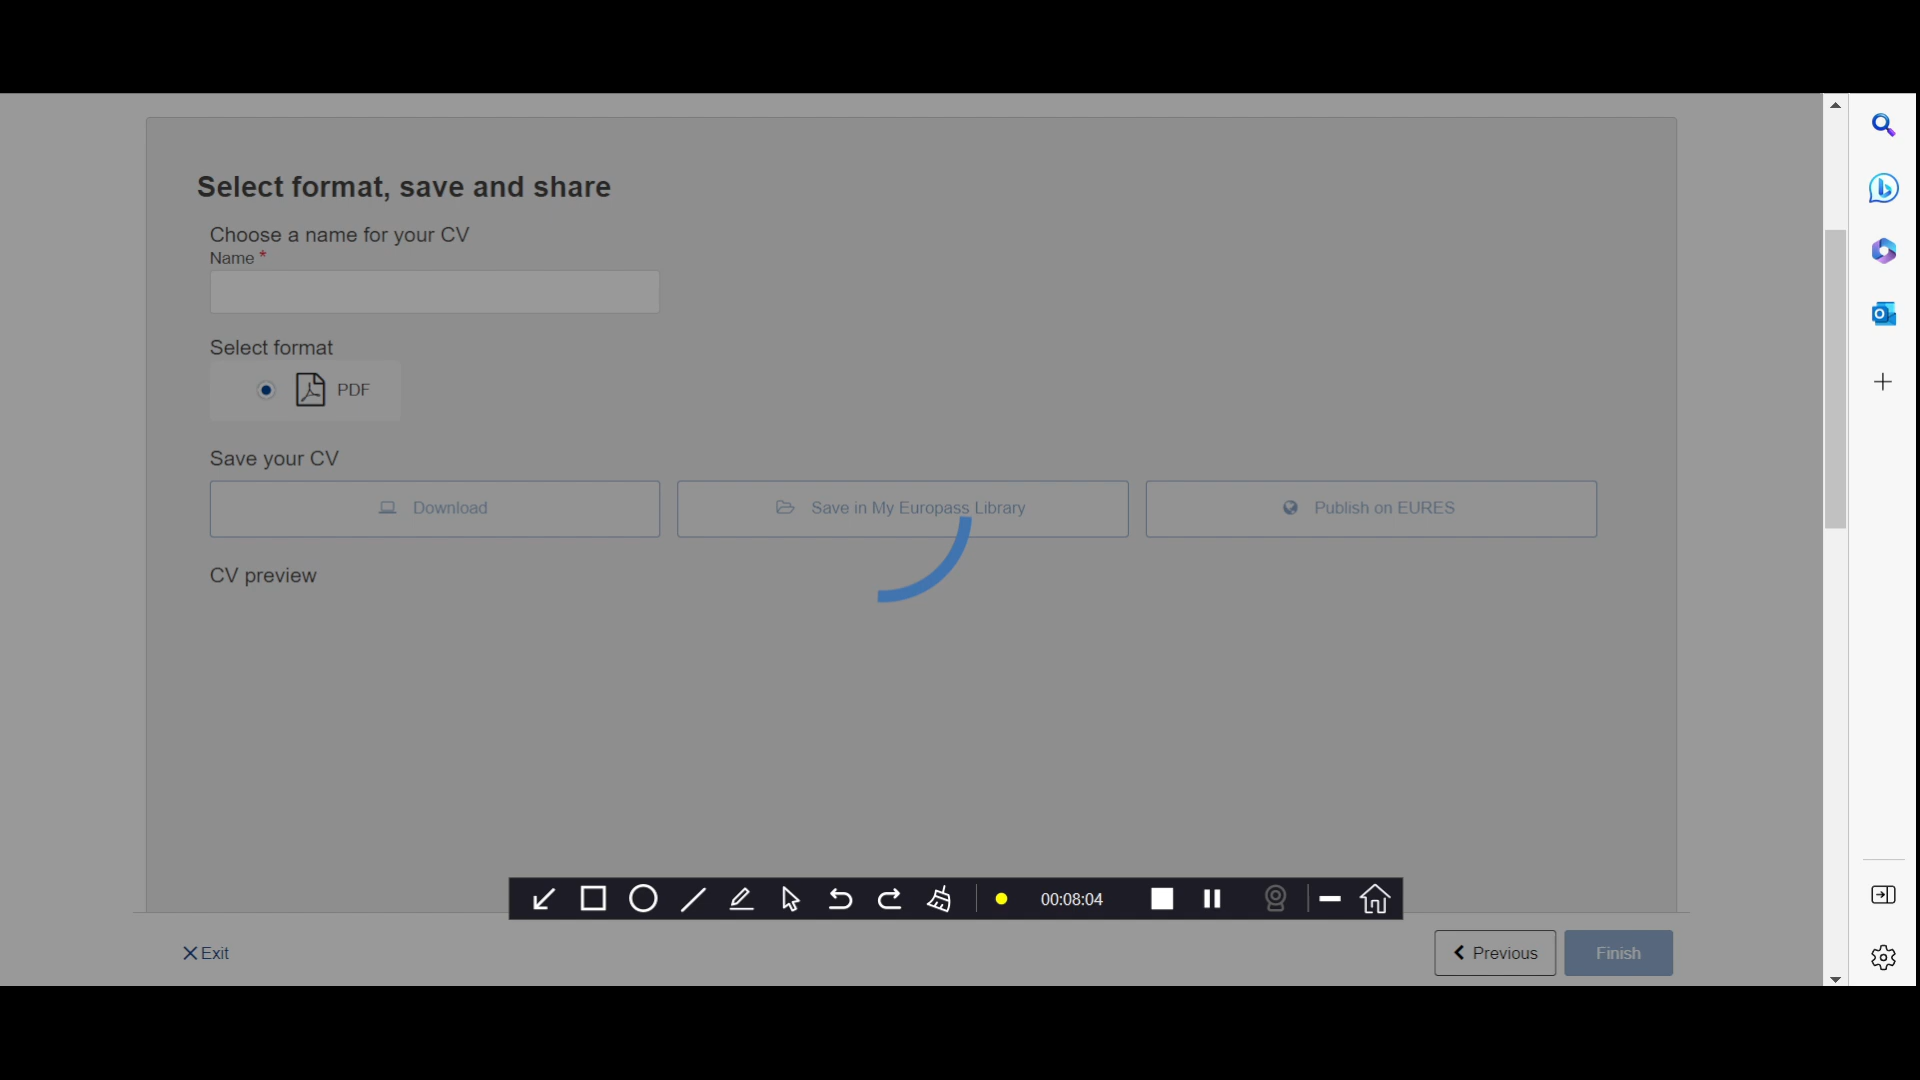 Select format, save and share
Choose a name for your CV
Name *
Select format
PDF
Save your CV
Download
Save in My Europass Library
Publish on EURES
CV preview
00:08:04
Exit
Previous
Finish